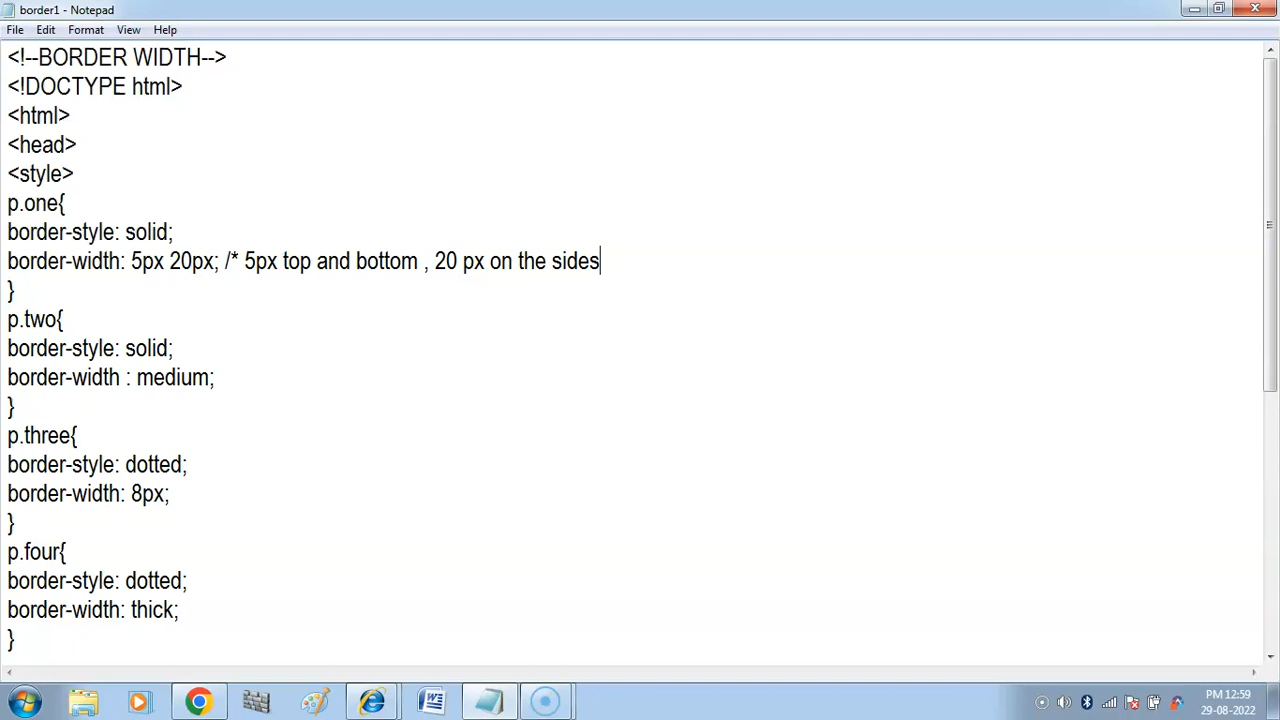 border1 - Notepad
File Edit Format View Help
<!--BORDER WIDTH-->
<!DOCTYPE html>
<html>
<head>
<style>
p.one{
border-style: solid;
border-width: 5px 20px; /* 5px top and bottom , 20 px on the sides
}
p.two{
border-style: solid;
border-width : medium;
}
p.three{
border-style: dotted;
border-width: 8px;
}
p.four{
border-style: dotted;
border-width: thick;
}
PM 12:59
29-08-2022